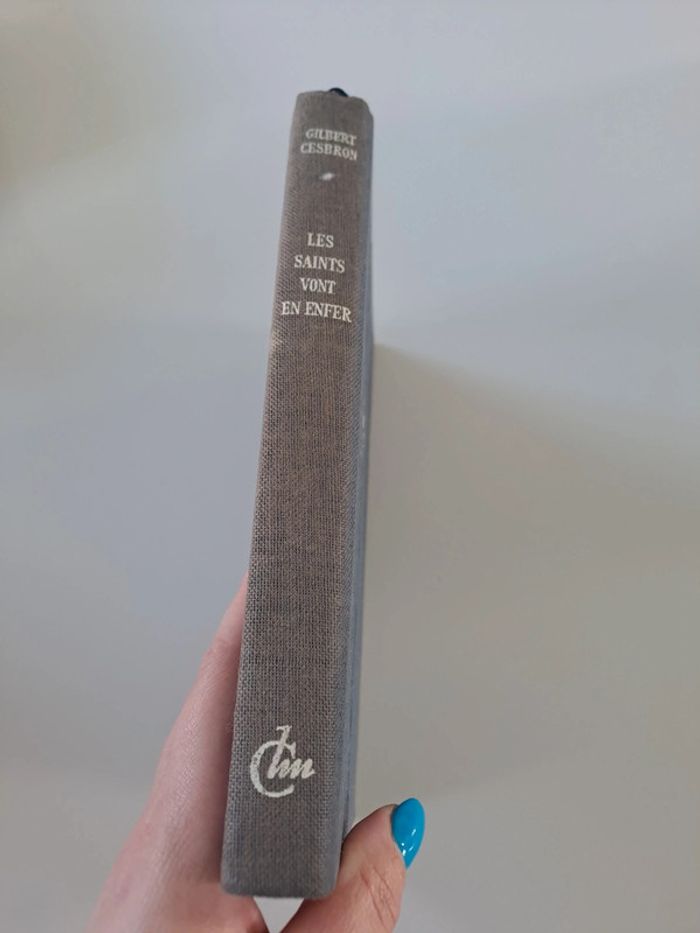 GILBERT
CESBRON
LES
SAINTS
VONT
EN ENFER